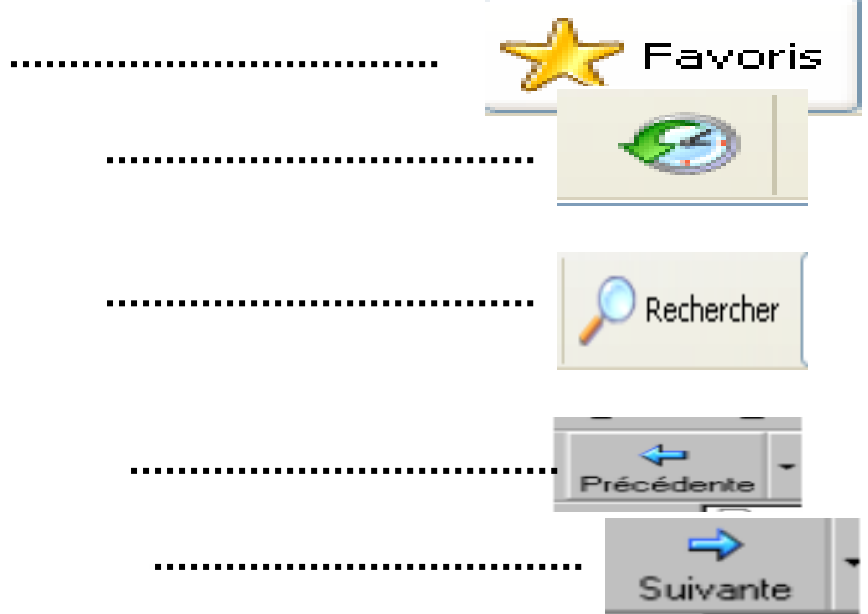 .................................... Favoris
....................................
.................................... Rechercher
.................................... Précédente
.................................... Suivante